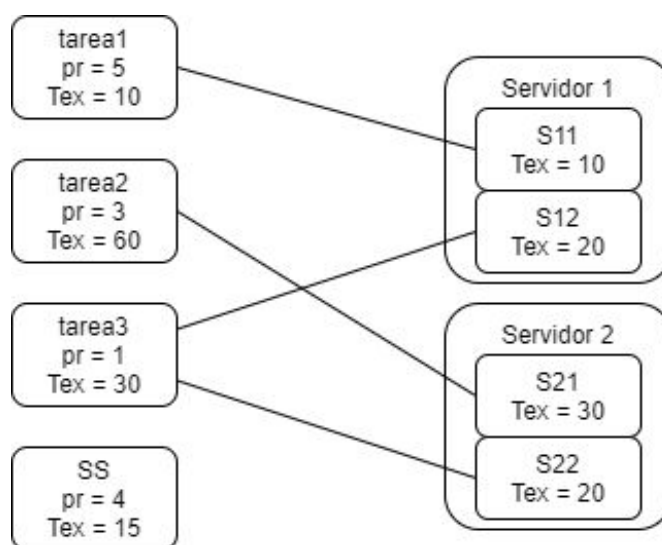 tarea1
pr = 5
Tex = 10
tarea2
pr = 3
Tex = 60
tarea3
pr = 1
Tex = 30
SS
pr = 4
Tex = 15
Servidor 1
S11
Tex = 10
S12
Tex = 20
Servidor 2
S21
Tex = 30
S22
Tex = 20